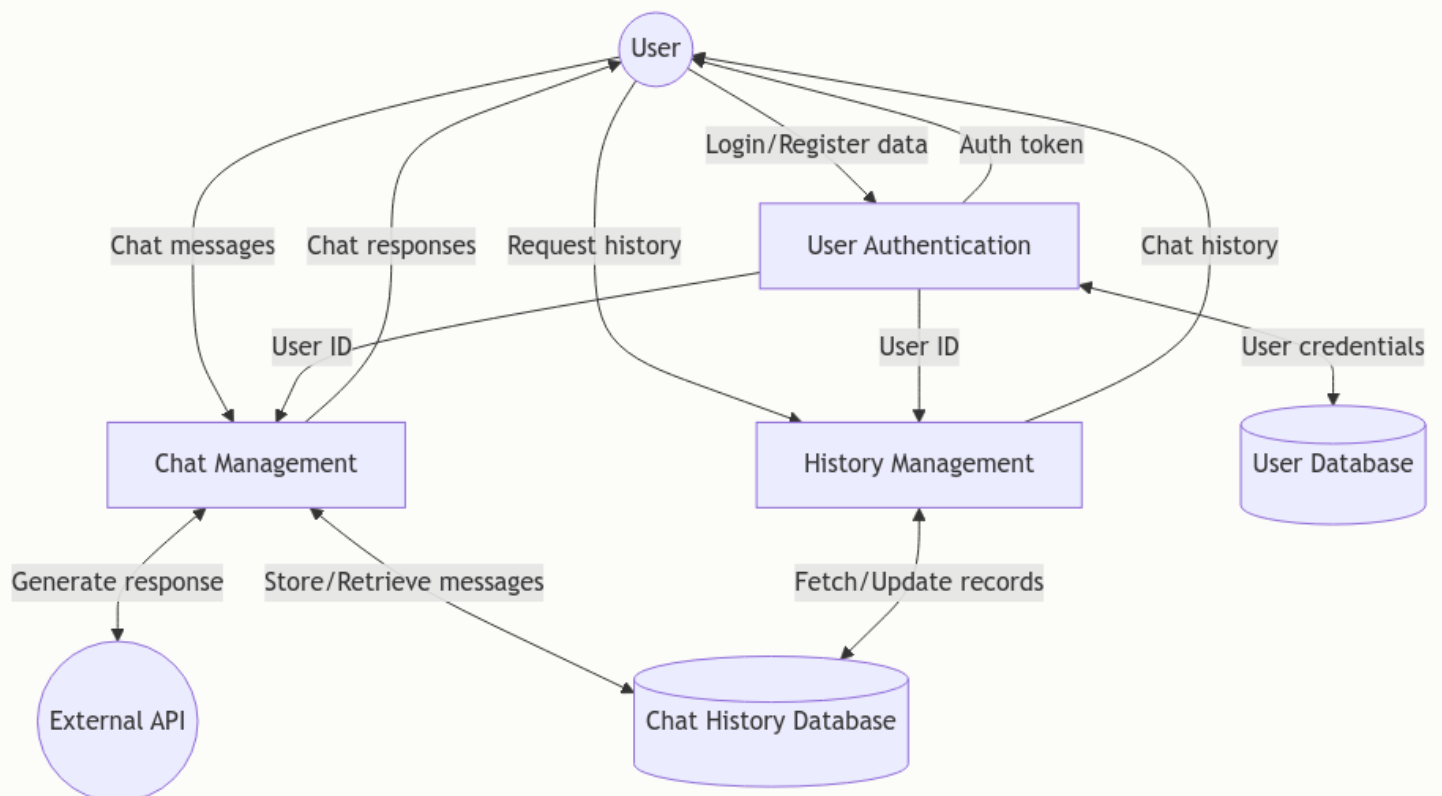 User
Login/Register data
Auth token
Chat messages
Chat responses
Request history
User Authentication
Chat history
User ID
User ID
User credentials
Chat Management
History Management
User Database
Generate response
Store/Retrieve messages
Fetch/Update records
External API
Chat History Database